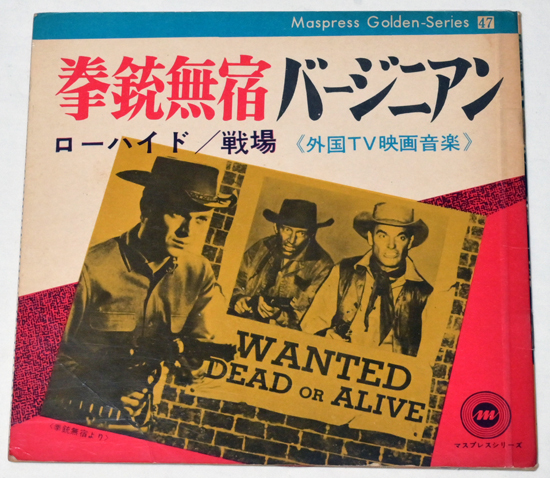 Maspress Golden-Series 47
拳銃無宿 バージニアン
ローハイド／戦場 《外国TV映画音楽》
WANTED
DEAD OR ALIVE
《拳銃無宿より》
m
マスプレスシリーズ